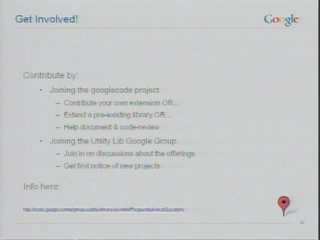 Get Involved!
Google
Contribute by:
• Joining the googlecode project:
– Contribute your own extension OR...
– Extend a pre-existing library OR...
– Help document & code-review
• Joining the Utility Lib Google Group:
– Join in on discussions about the offerings
– Get first notice of new projects
Info here: